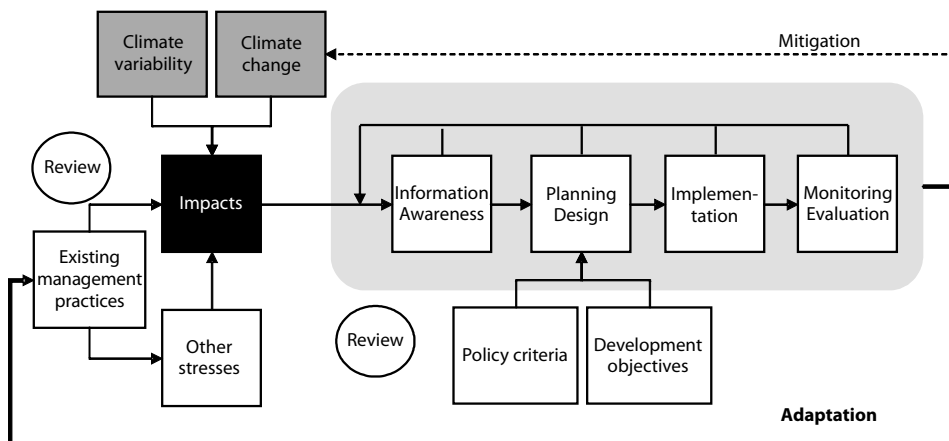 Climate
variability
Climate
change
Mitigation
Review
Impacts
Information
Awareness
Planning
Design
Implemen-
tation
Monitoring
Evaluation
Existing
management
practices
Other
stresses
Review
Policy criteria
Development
objectives
Adaptation